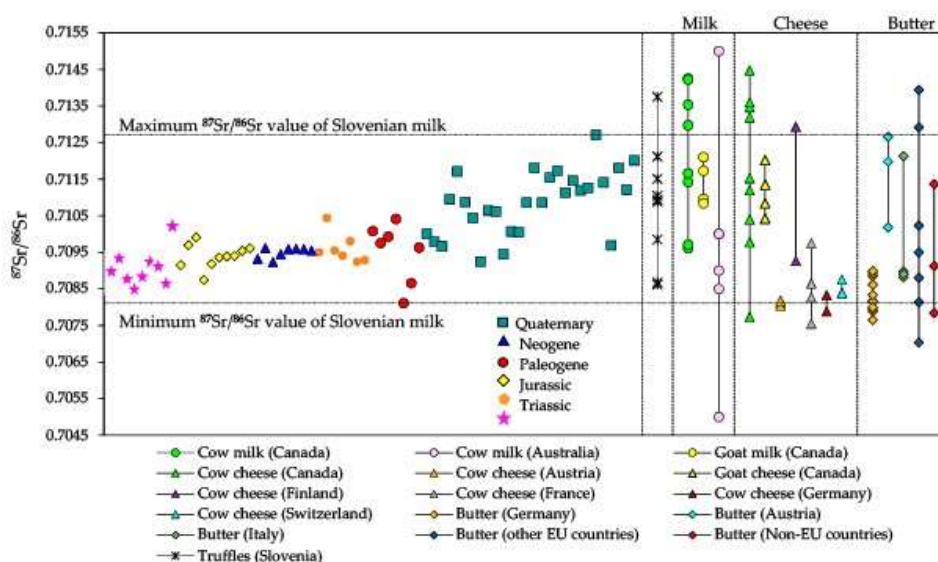 Milk Cheese Butter
0.7155
0.7145
0.7135
0.7125
0.7115
0.7105
0.7095
0.7085
0.7075
0.7065
0.7055
0.7045
⁸⁷Sr/⁸⁶Sr
Maximum ⁸⁷Sr/⁸⁶Sr value of Slovenian milk
Minimum ⁸⁷Sr/⁸⁶Sr value of Slovenian milk
Quaternary
Neogene
Paleogene
Jurassic
Triassic
Cow milk (Canada) Cow milk (Australia) Goat milk (Canada)
Cow cheese (Canada) Cow cheese (Austria) Goat cheese (Canada)
Cow cheese (Finland) Cow cheese (France) Cow cheese (Germany)
Cow cheese (Switzerland) Butter (Germany) Butter (Austria)
Butter (Italy) Butter (other EU countries) Butter (Non-EU countries)
Truffles (Slovenia)